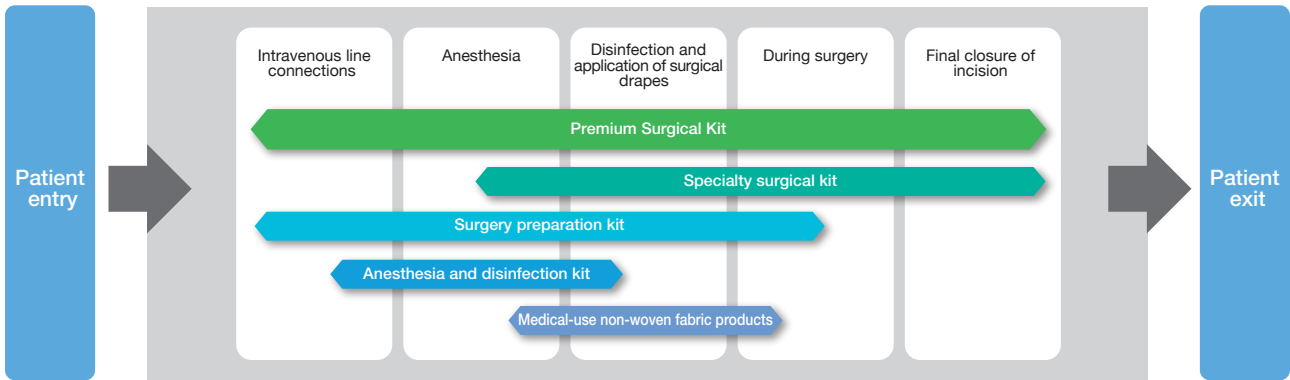 Patient
entry
Intravenous line
connections
Anesthesia
Disinfection and
application of surgical
drapes
During surgery
Final closure of
incision
Premium Surgical Kit
Specialty surgical kit
Surgery preparation kit
Anesthesia and disinfection kit
Medical-use non-woven fabric products
Patient
exit